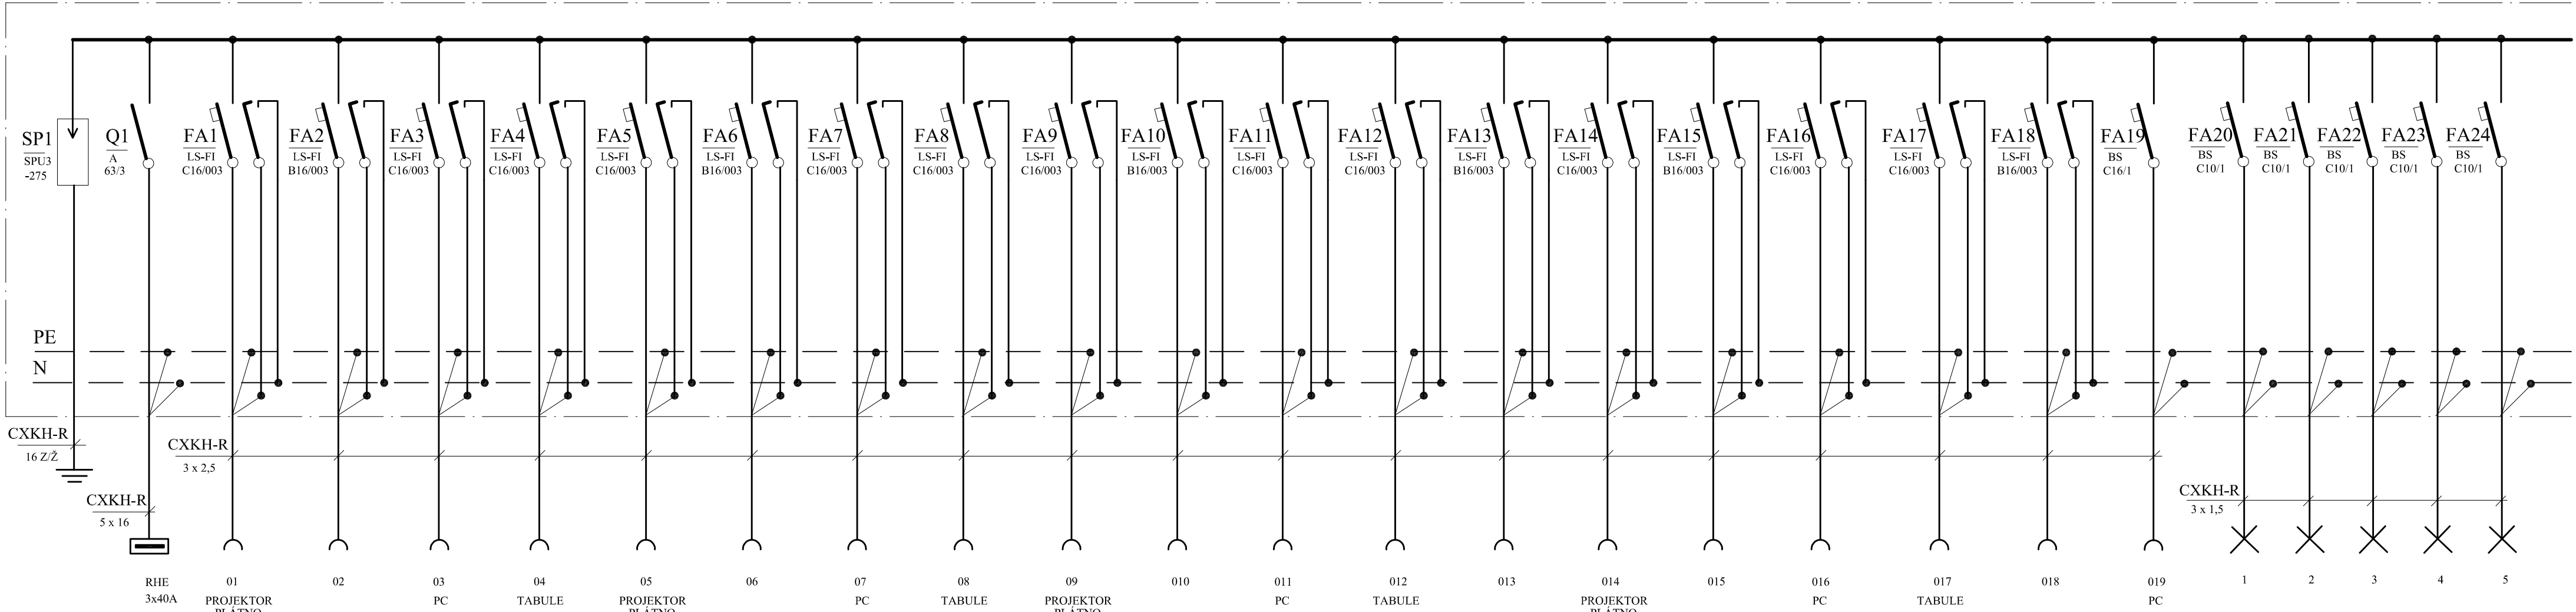 SP1
SPU3
-275
Q1
A
63/3
FA1
LS-FI
C16/003
FA2
LS-FI
B16/003
FA3
LS-FI
C16/003
FA4
LS-FI
C16/003
FA5
LS-FI
C16/003
FA6
LS-FI
B16/003
FA7
LS-FI
C16/003
FA8
LS-FI
C16/003
FA9
LS-FI
C16/003
FA10
LS-FI
B16/003
FA11
LS-FI
C16/003
FA12
LS-FI
C16/003
FA13
LS-FI
B16/003
FA14
LS-FI
C16/003
FA15
LS-FI
B16/003
FA16
LS-FI
C16/003
FA17
LS-FI
C16/003
FA18
LS-FI
B16/003
FA19
BS
C16/1
FA20
BS
C10/1
FA21
BS
C10/1
FA22
BS
C10/1
FA23
BS
C10/1
FA24
BS
C10/1
PE
N
CXKH-R
16 Z/Ž
CXKH-R
3 x 2,5
CXKH-R
5 x 16
CXKH-R
3 x 1,5
RHE
3x40A
01
PROJEKTOR
PLÁTNO
02
03
PC
04
TABULE
05
PROJEKTOR
PLÁTNO
06
07
PC
08
TABULE
09
PROJEKTOR
PLÁTNO
010
011
PC
012
TABULE
013
014
PROJEKTOR
PLÁTNO
015
016
PC
017
TABULE
018
019
PC
1
2
3
4
5